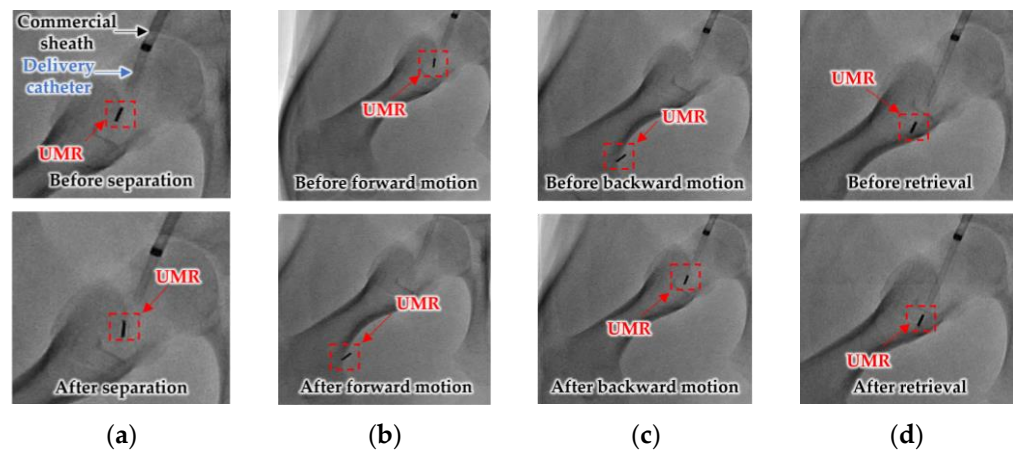 Commercial
sheath
Delivery
catheter
UMR
Before separation
UMR
Before forward motion
UMR
Before backward motion
UMR
Before retrieval
UMR
After separation
UMR
After forward motion
UMR
After backward motion
UMR
After retrieval
(a) (b) (c) (d)